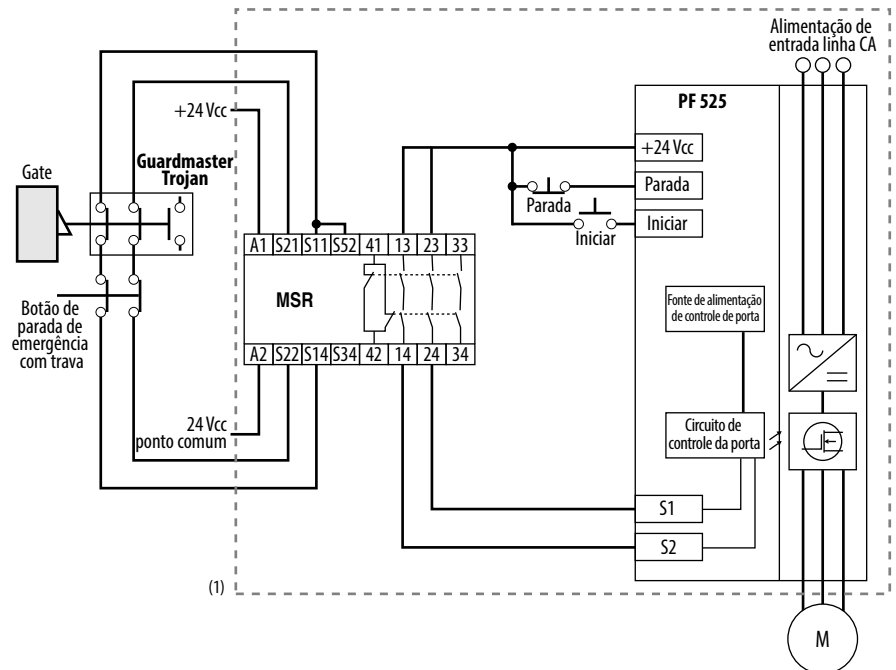 Alimentação de
entrada linha CA
PF 525
+24 Vcc
+24 Vcc
Gate
Guardmaster
Trojan
Parada
Parada
Iniciar
Iniciar
A1 S21 S11 S52 41 13 23 33
MSR
Botão de
parada de
emergência
com trava
A2 S22 S14 S34 42 14 24 34
Fonte de alimentação
de controle de porta
24 Vcc
ponto comum
Circuito de
controle da porta
S1
S2
(1)
M